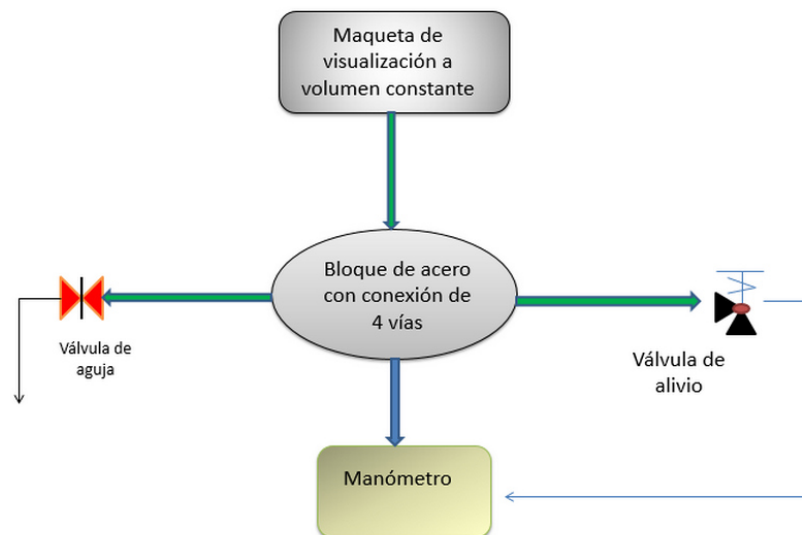 Maqueta de
visualización a
volumen constante
Bloque de acero
con conexión de
4 vías
Válvula de
aguja
Válvula de
alivio
Manómetro